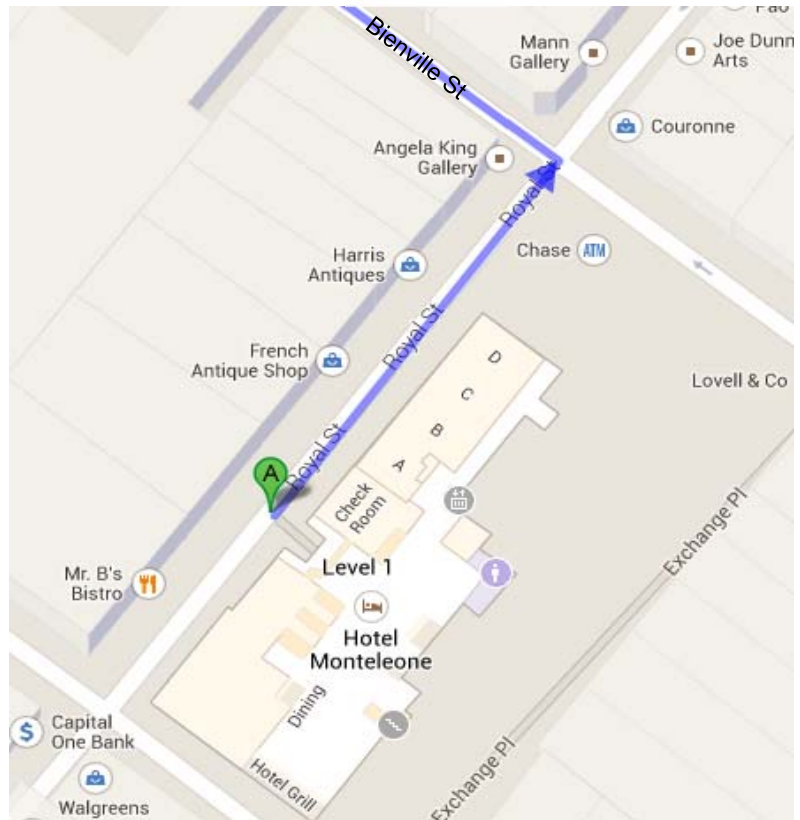 Pao
Bienville St
Mann
Gallery
Joe Dunn
Arts
Couronne
Angela King
Gallery
Royal St
Chase
ATM
Harris
Antiques
Royal St
French
Antique Shop
D
C
B
A
Lovell & Co
Royal St
A
Check
Room
Exchange Pl
Level 1
Mr. B's
Bistro
Hotel
Monteleone
Dining
Capital
One Bank
$
Hotel Grill
Exchange Pl
Walgreens